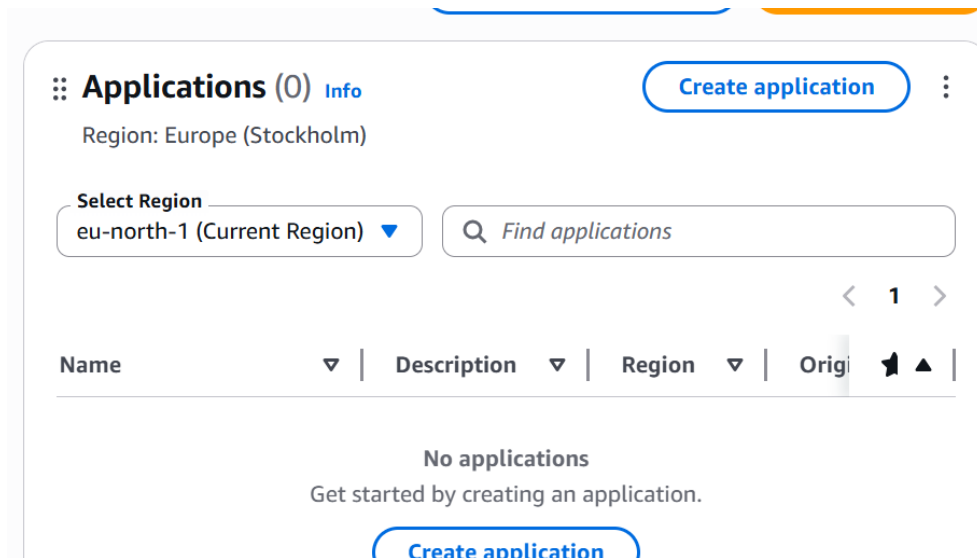 Applications (0) Info
Create application
Region: Europe (Stockholm)
Select Region
eu-north-1 (Current Region)
Find applications
1
Name Description Region Origi
No applications
Get started by creating an application.
Create application